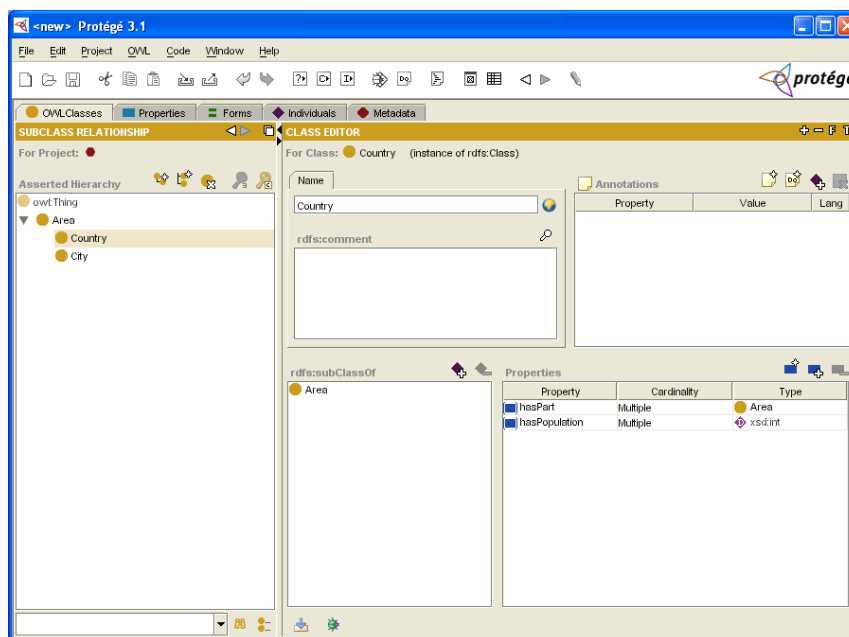 <new> Protégé 3.1
File Edit Project OWL Code Window Help
protégé
OWLClasses Properties Forms Individuals Metadata
SUBCLASS RELATIONSHIP
CLASS EDITOR
For Project:
For Class: Country (instance of rdfs:Class)
Asserted Hierarchy
owl:Thing
Area
Country
City
Name
Country
rdfs:comment
Annotations
Property Value Lang
rdfs:subClassOf
Area
Properties
Property Cardinality Type
hasPart Multiple Area
hasPopulation Multiple xsd:int